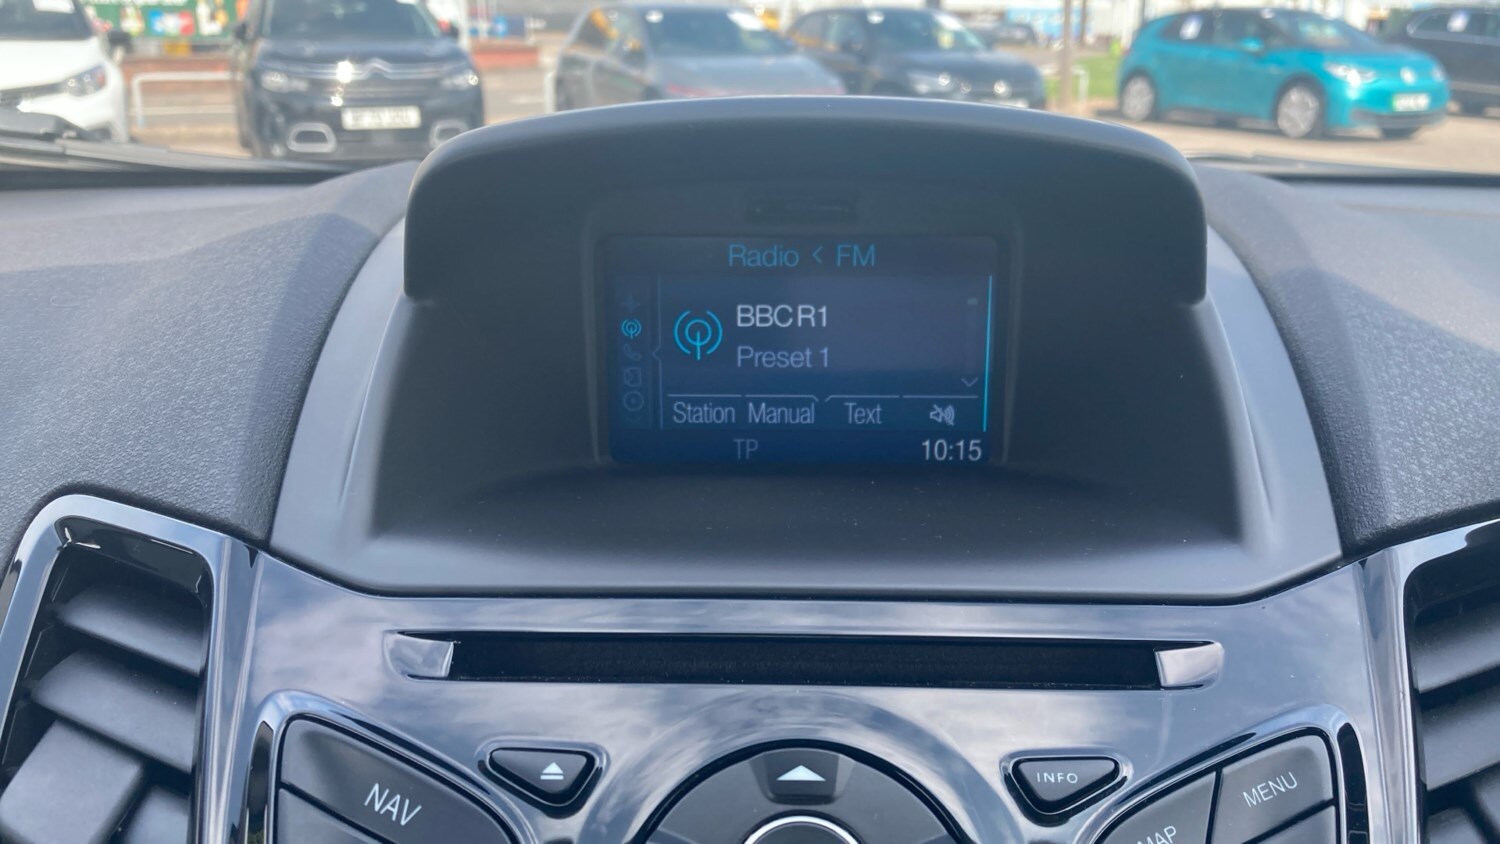 Radio < FM
BBC R1
Preset 1
Station Manual Text
TP 10:15
NAV
INFO
MENU
MAP